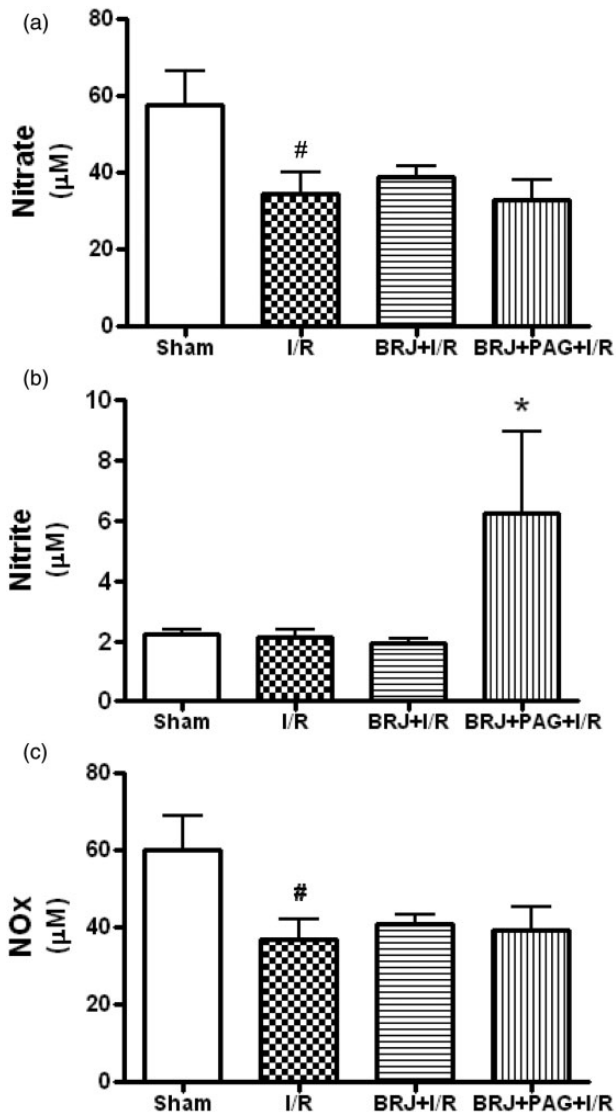 (a)
80
60
40
20
0
Nitrate
(μM)
#
Sham I/R BRJ+I/R BRJ+PAG+I/R
(b)
10
8
6
4
2
0
Nitrite
(μM)
*
Sham I/R BRJ+I/R BRJ+PAG+I/R
(c)
80
60
40
20
0
NOx
(μM)
#
Sham I/R BRJ+I/R BRJ+PAG+I/R